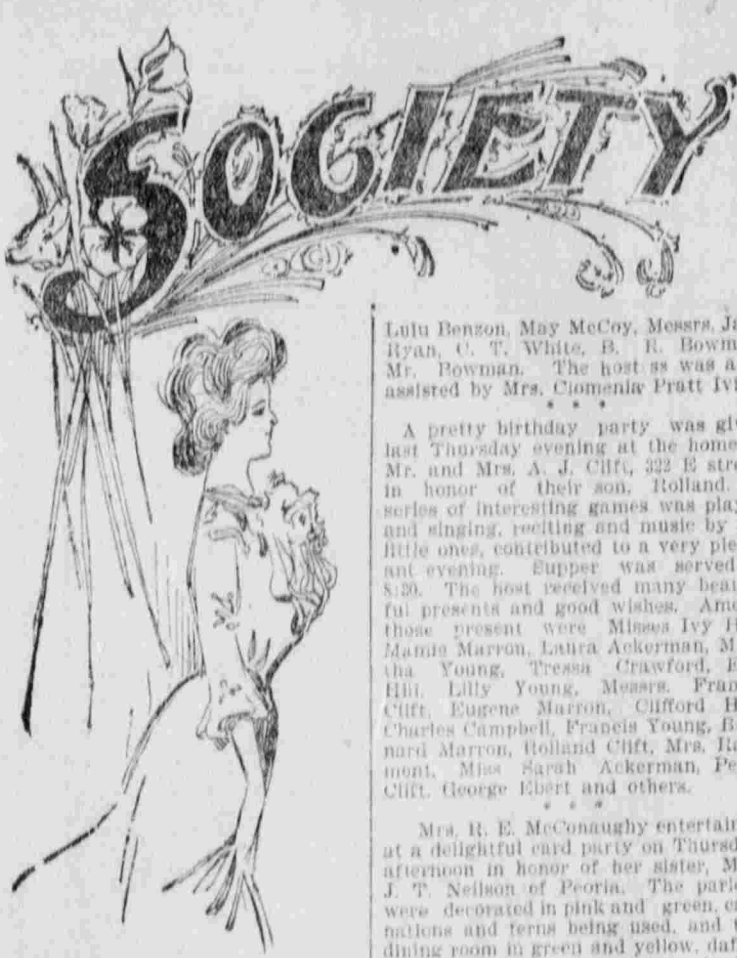 SOCIETY
Lulu Benson, May McCoy, Messrs. Ja
Ryan, C. T. White, B. R. Bowm
Mr. Bowman. The host ss was a
assisted by Mrs. Clomenia Pratt Ivi
* * *
A pretty birthday party was giv
last Thursday evening at the home
Mr. and Mrs. A. J. Clift, 322 E stre
in honor of their son, Rolland.
series of interesting games was play
and singing, reciting and music by
little ones, contributed to a very ple
ant evening. Supper was served
8:30. The host received many beau
ful presents and good wishes. Amo
those present were Misses Ivy H
Mamie Marron, Laura Ackerman, M
tha Young, Tressa Crawford, E
Hill, Lilly Young, Messrs. Fran
Clift, Eugene Marron, Clifford H
Charles Campbell, Francis Young, B
nard Marron, Rolland Clift, Mrs. Ra
mont, Miss Sarah Ackerman, Pe
Clift, George Ebert and others.
* * *
Mrs. R. E. McConaughy entertain
at a delightful card party on Thursd
afternoon in honor of her sister, M
J. T. Neilson of Peoria. The parlo
were decorated in pink and green, ca
nations and ferns being used, and t
dining room in green and yellow, daf